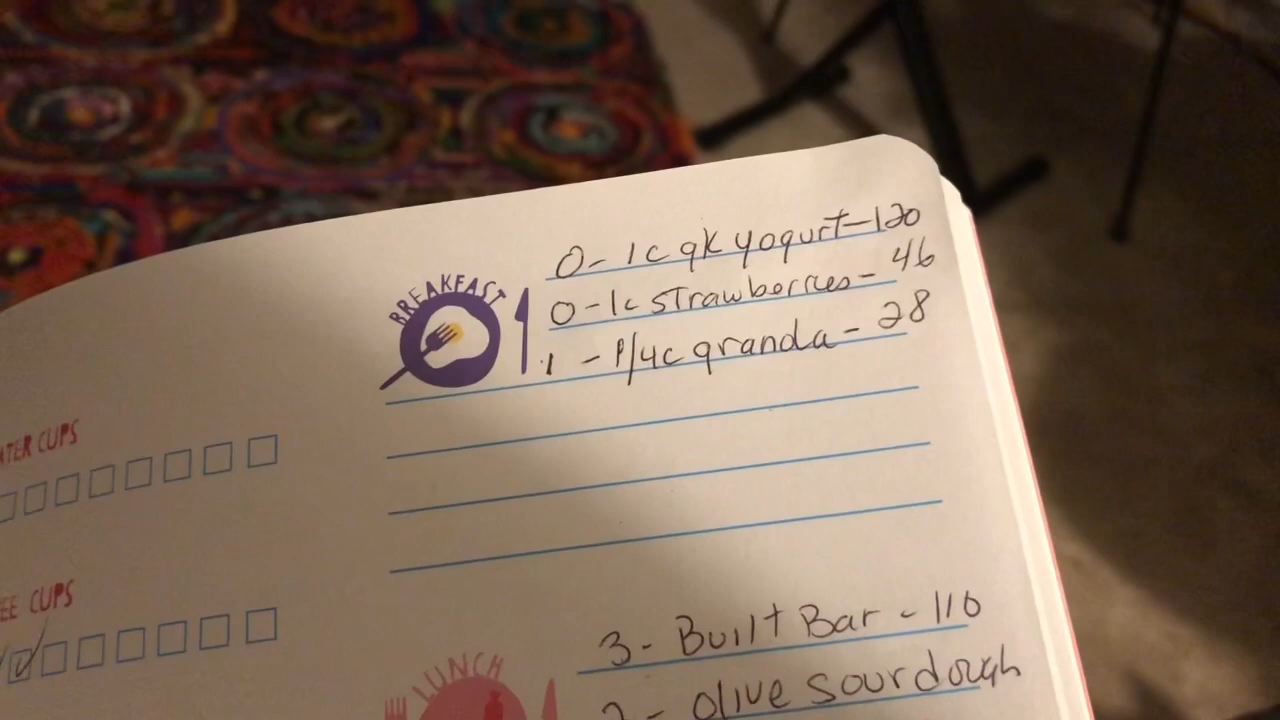 BREAKFAST
0 - 1c gk yogurt - 120
0 - 1c strawberries - 46
1 - 1/4c granola - 28
ATER CUPS
EE CUPS
LUNCH
3 - Built Bar - 110
2 - olive sourdough